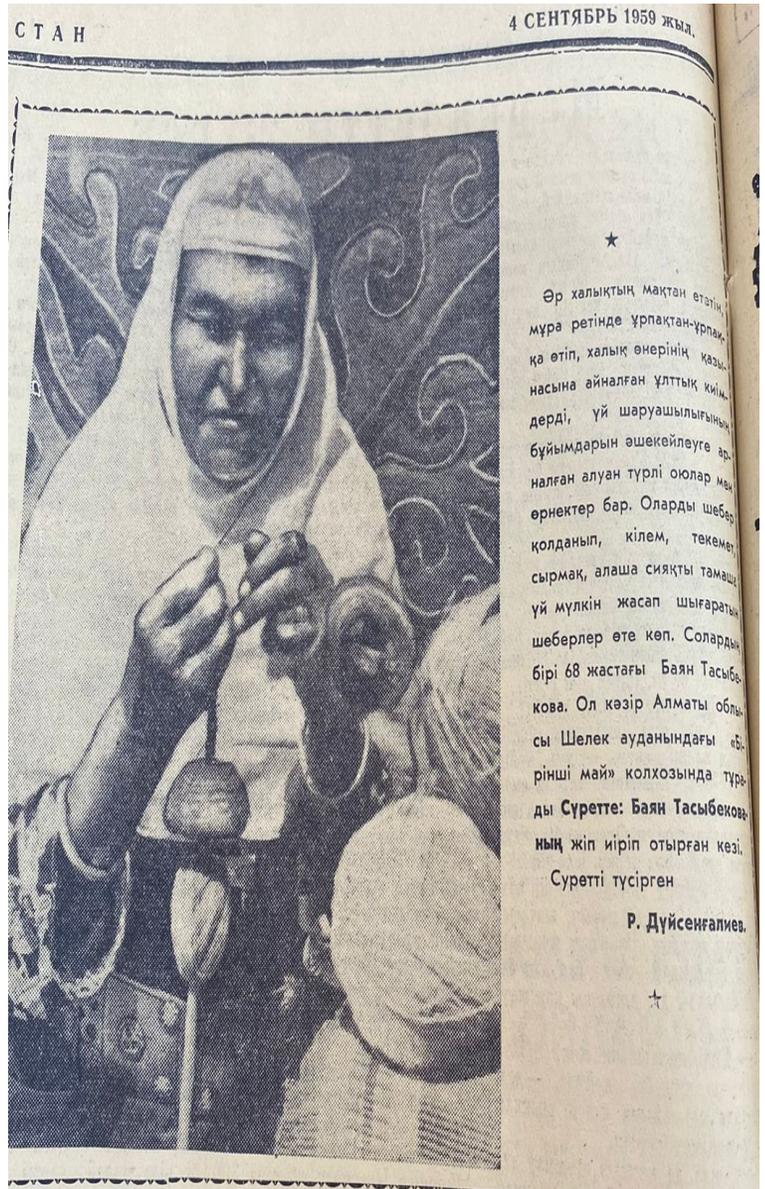 СТАН
4 СЕНТЯБРЬ 1959 жыл.
Әр халықтың мақтан ететін,
мұра ретінде ұрпақтан-ұрпақ-
қа өтіп, халық өнерінің қазы-
насына айналған ұлттық киім-
дерді, үй шаруашылығының
бұйымдарын әшекейлеуге ар-
налған алуан түрлі оюлар мен
өрнектер бар. Оларды шебер
қолданып, кілем, текемет,
сырмақ, алаша сияқты тамаша
үй мүлкін жасап шығаратын
шеберлер өте көп. Солардың
бірі 68 жастағы Баян Тасыбе-
кова. Ол қәзір Алматы облы-
сы Шелек ауданындағы «Бі-
рінші май» колхозында тұра-
ды Суретте: Баян Тасыбекова-
ның жіп иіріп отырған кезі.
Суретті түсірген
Р. Дүйсенғалиев.